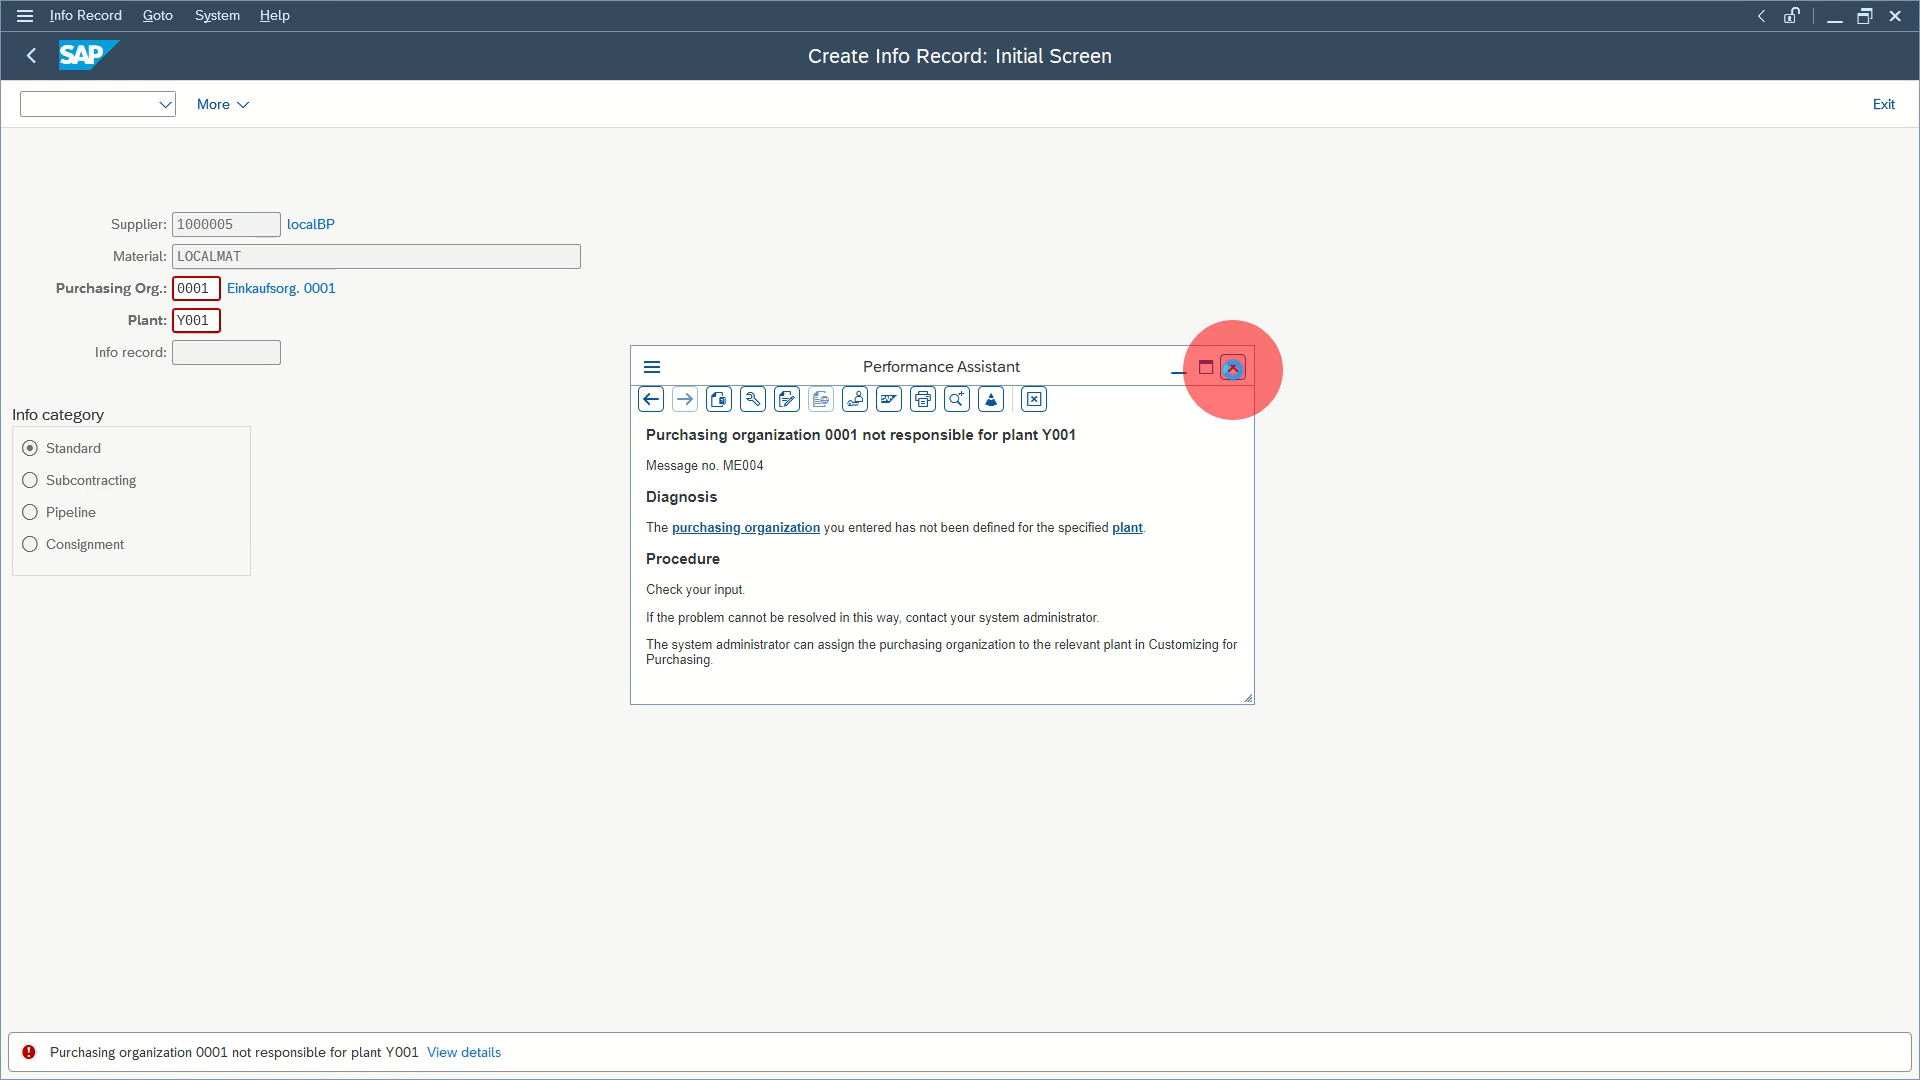 Info Record Goto System Help
SAP Create Info Record: Initial Screen
More Exit
Supplier: 1000005 localBP
Material: LOCALMAT
Purchasing Org.: 0001 Einkaufsorg. 0001
Plant: Y001
Info record:
Info category
Standard
Subcontracting
Pipeline
Consignment
Performance Assistant
Purchasing organization 0001 not responsible for plant Y001
Message no. ME004
Diagnosis
The purchasing organization you entered has not been defined for the specified plant.
Procedure
Check your input.
If the problem cannot be resolved in this way, contact your system administrator.
The system administrator can assign the purchasing organization to the relevant plant in Customizing for
Purchasing.
Purchasing organization 0001 not responsible for plant Y001 View details